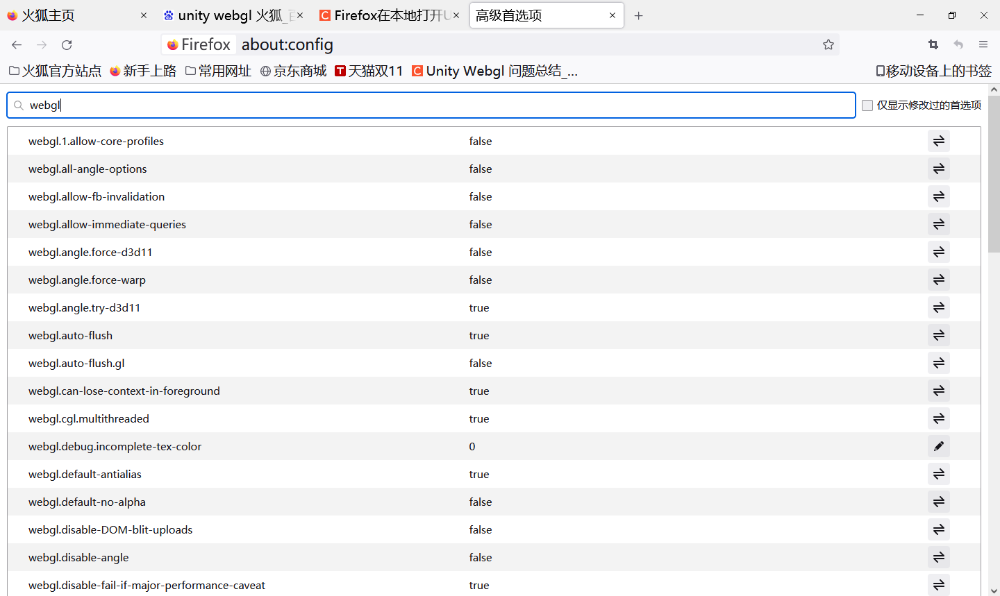 火狐主页
unity webgl 火狐_百
Firefox在本地打开U
高级首选项
Firefox about:config
火狐官方站点 新手上路 常用网址 京东商城 天猫双11 Unity Webgl 问题总结_... 移动设备上的书签
webgl 仅显示修改过的首选项
webgl.1.allow-core-profiles false
webgl.all-angle-options false
webgl.allow-fb-invalidation false
webgl.allow-immediate-queries false
webgl.angle.force-d3d11 false
webgl.angle.force-warp false
webgl.angle.try-d3d11 true
webgl.auto-flush true
webgl.auto-flush.gl false
webgl.can-lose-context-in-foreground true
webgl.cgl.multithreaded true
webgl.debug.incomplete-tex-color 0
webgl.default-antialias true
webgl.default-no-alpha false
webgl.disable-DOM-blit-uploads false
webgl.disable-angle false
webgl.disable-fail-if-major-performance-caveat true